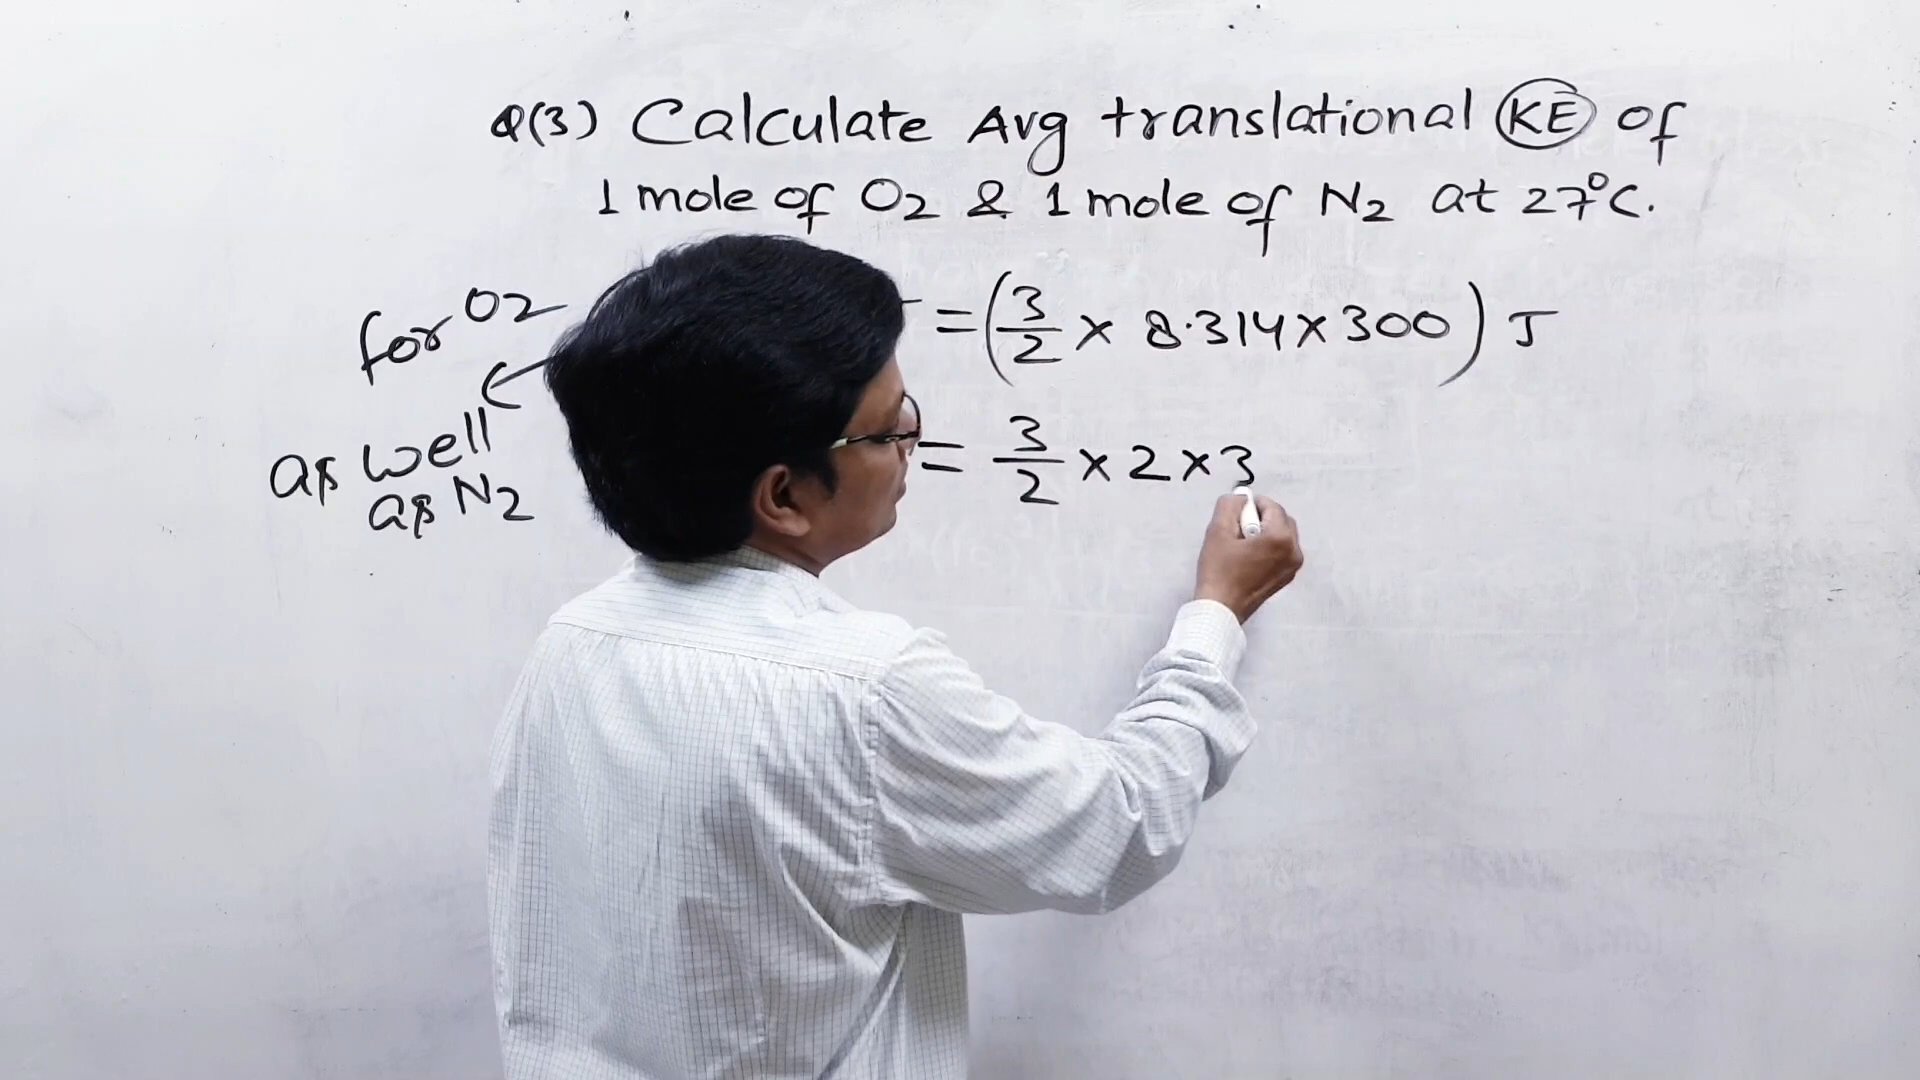 Q(3) Calculate Avg translational KE of
1 mole of O2 & 1 mole of N2 at 27°C.
for O2 = (3/2 × 8.314 × 300) J
as well
as N2
= 3/2 × 2 × 3